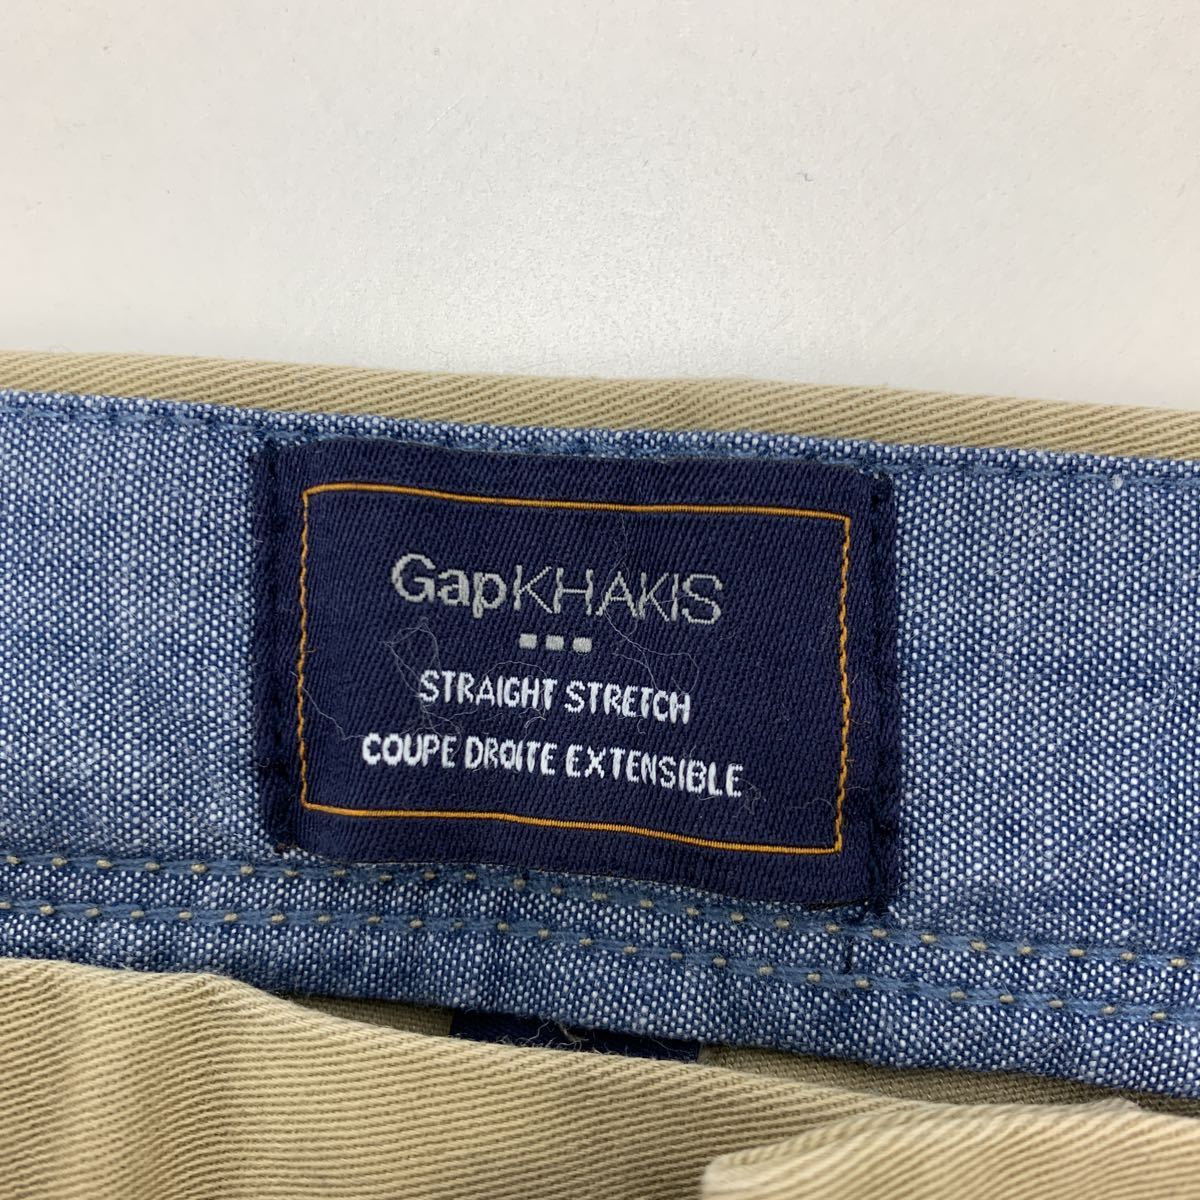 GapKHAKIS
STRAIGHT STRETCH
COUPE DROITE EXTENSIBLE